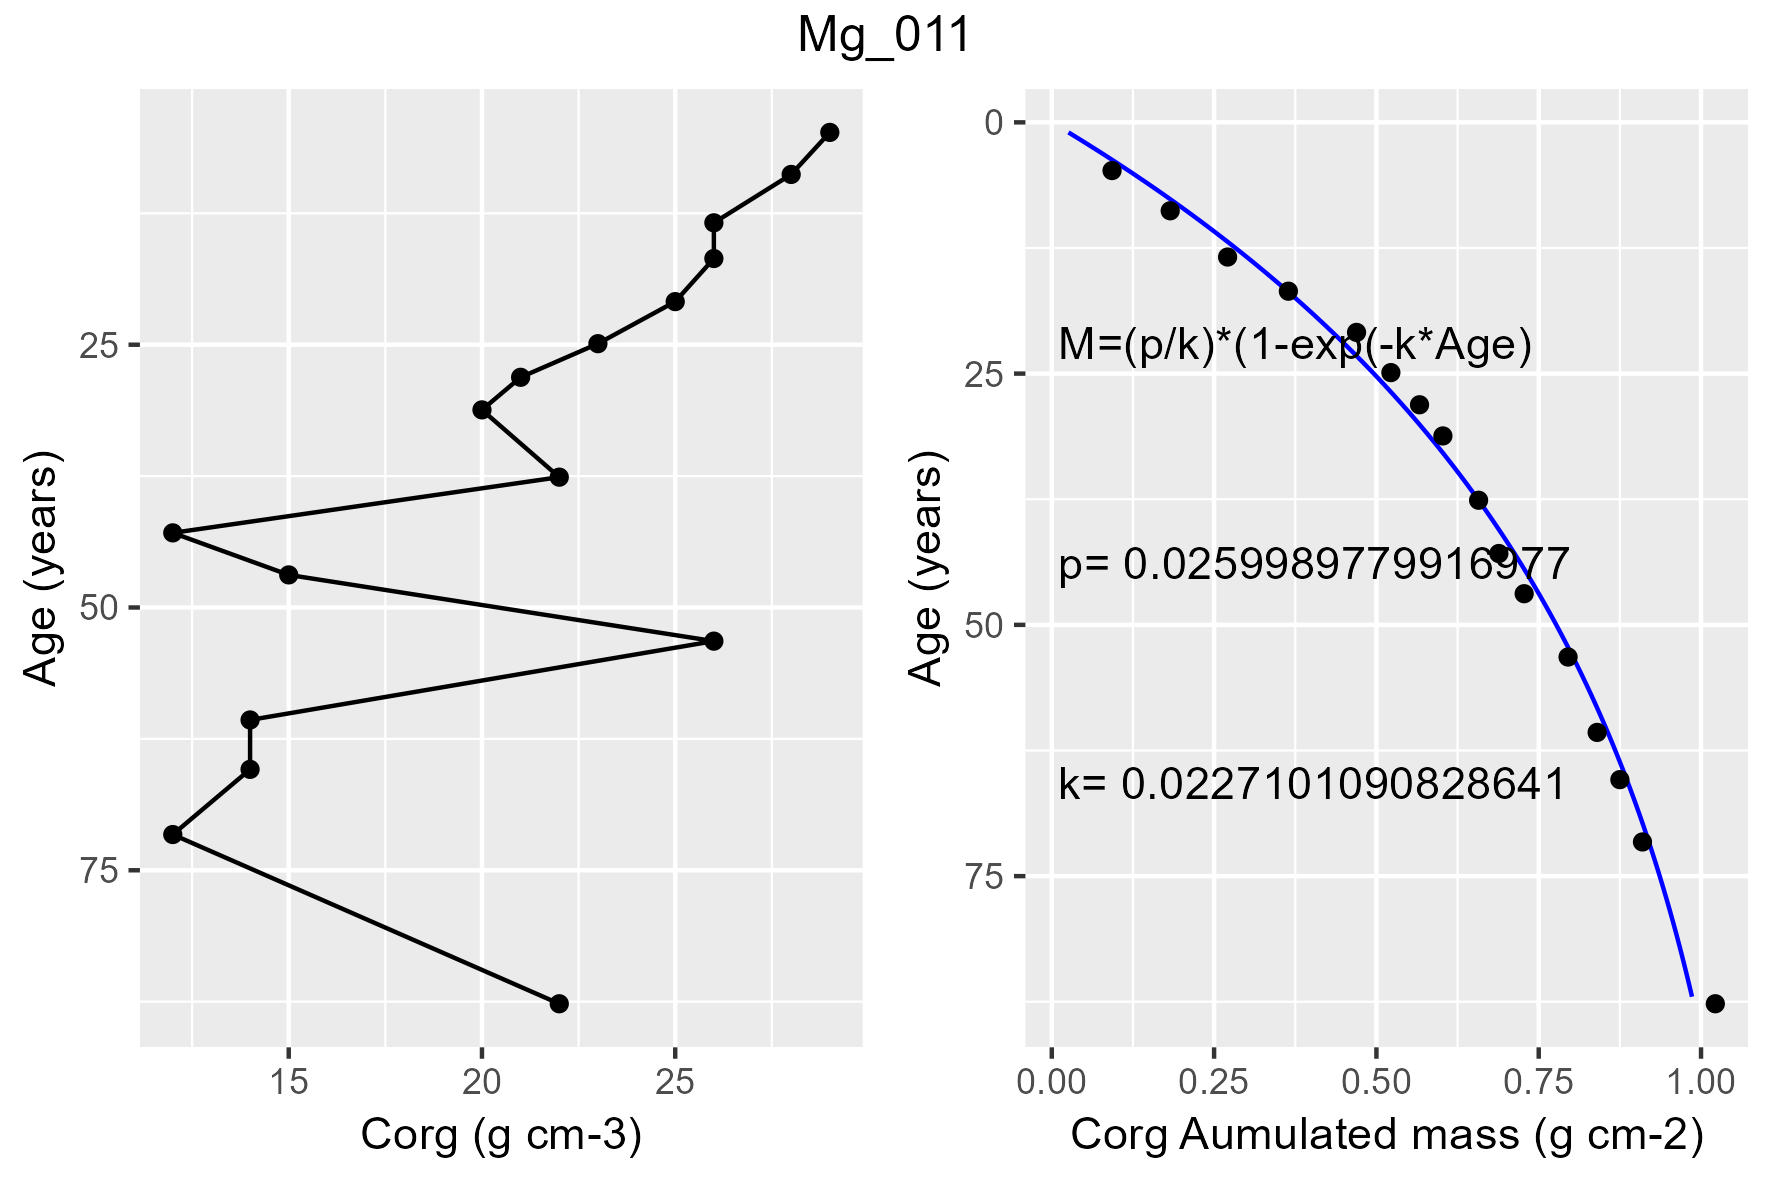 Mg_011
Age (years)
25
50
75
15
20
25
Corg (g cm-3)
Age (years)
0
25
50
75
M=(p/k)*(1-exp(-k*Age)
p= 0.0259989779916977
k= 0.0227101090828641
0.00
0.25
0.50
0.75
1.00
Corg Aumulated mass (g cm-2)